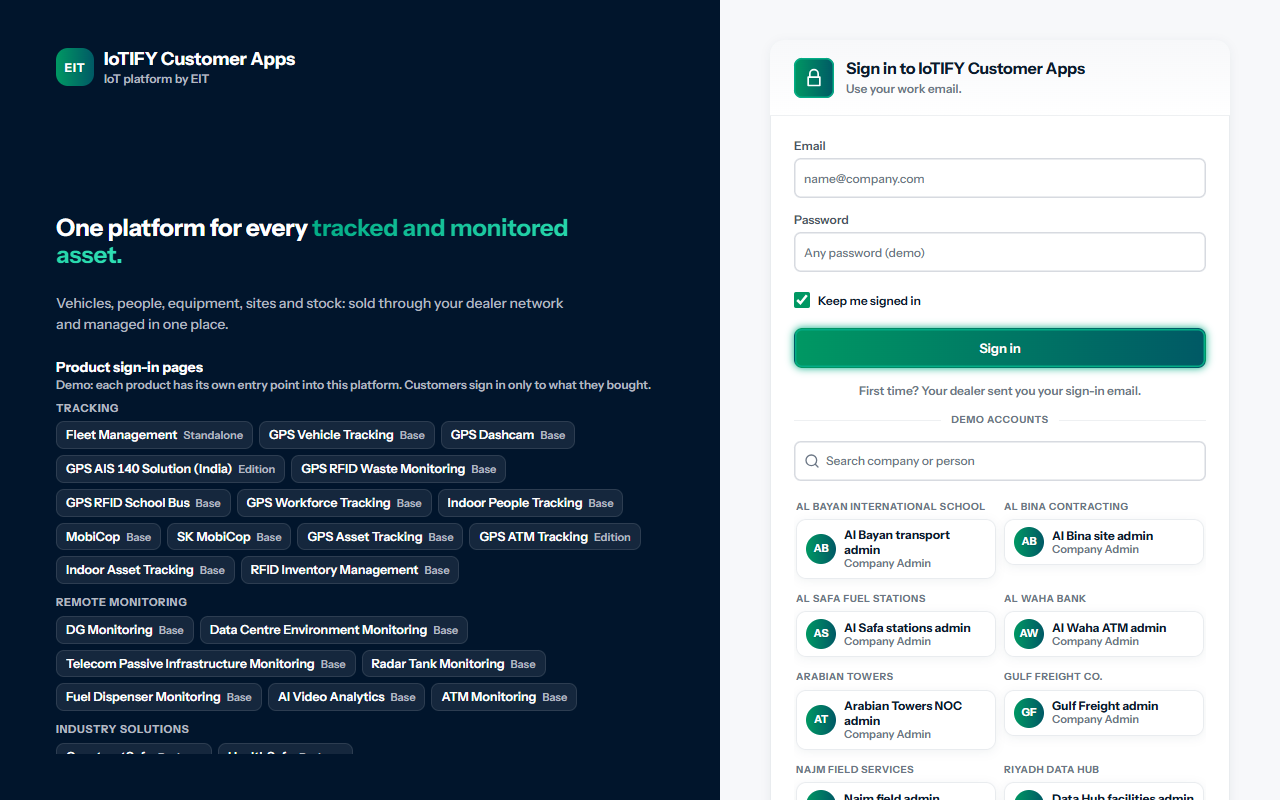 EIT
IoTIFY Customer Apps
IoT platform by EIT
One platform for every tracked and monitored
asset.
Vehicles, people, equipment, sites and stock: sold through your dealer network
and managed in one place.
Product sign-in pages
Demo: each product has its own entry point into this platform. Customers sign in only to what they bought.
TRACKING
Fleet Management Standalone GPS Vehicle Tracking Base GPS Dashcam Base
GPS AIS 140 Solution (India) Edition GPS RFID Waste Monitoring Base
GPS RFID School Bus Base GPS Workforce Tracking Base Indoor People Tracking Base
MobiCop Base SK MobiCop Base GPS Asset Tracking Base GPS ATM Tracking Edition
Indoor Asset Tracking Base RFID Inventory Management Base
REMOTE MONITORING
DG Monitoring Base Data Centre Environment Monitoring Base
Telecom Passive Infrastructure Monitoring Base Radar Tank Monitoring Base
Fuel Dispenser Monitoring Base AI Video Analytics Base ATM Monitoring Base
INDUSTRY SOLUTIONS
Sign in to IoTIFY Customer Apps
Use your work email.
Email
name@company.com
Password
Any password (demo)
Keep me signed in
Sign in
First time? Your dealer sent you your sign-in email.
DEMO ACCOUNTS
Search company or person
AL BAYAN INTERNATIONAL SCHOOL
AB
Al Bayan transport
admin
Company Admin
AL BINA CONTRACTING
AB
Al Bina site admin
Company Admin
AL SAFA FUEL STATIONS
AS
Al Safa stations admin
Company Admin
AL WAHA BANK
AW
Al Waha ATM admin
Company Admin
ARABIAN TOWERS
AT
Arabian Towers NOC
admin
Company Admin
GULF FREIGHT CO.
GF
Gulf Freight admin
Company Admin
NAJM FIELD SERVICES
Najm field admin
RIYADH DATA HUB
Data Hub facilities admin